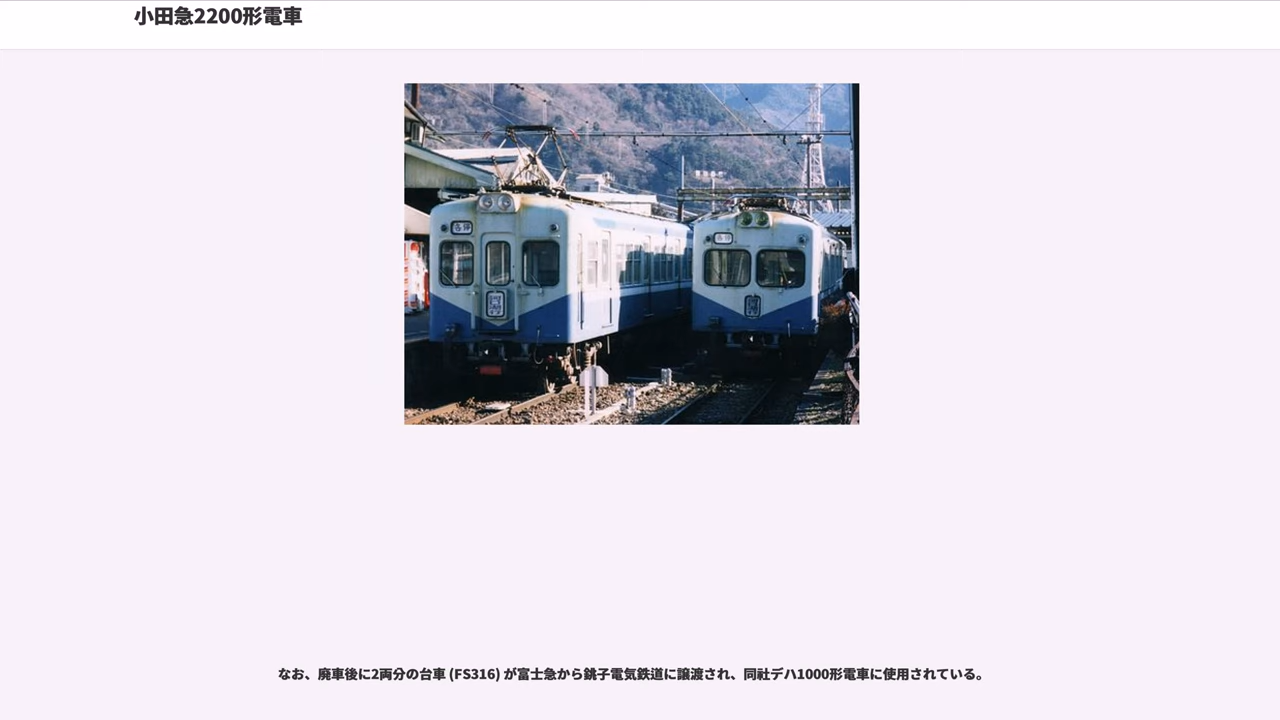 小田急2200形電車
なお、廃車後に2両分の台車 (FS316) が富士急から銚子電気鉄道に譲渡され、同社デハ1000形電車に使用されている。